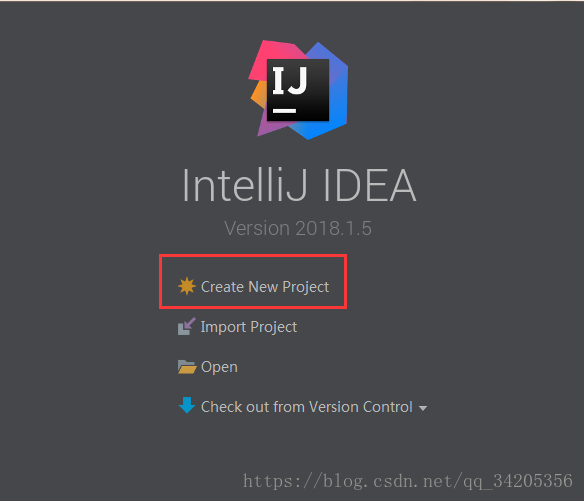 IJ
IntelliJ IDEA
Version 2018.1.5
Create New Project
Import Project
Open
Check out from Version Control
https://blog.csdn.net/qq_34205356